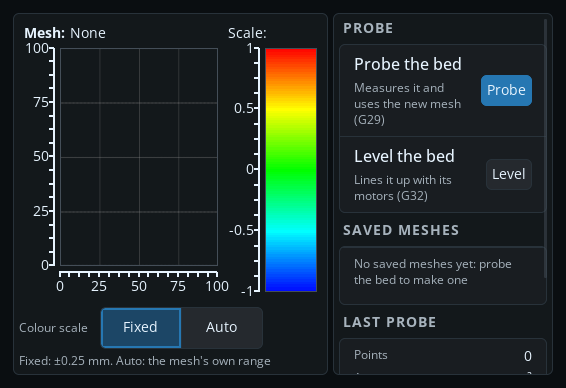 Mesh: None
Scale:
100
75
50
25
0
0 25 50 75 100
1
0.5
0
-0.5
-1
Colour scale
Fixed
Auto
Fixed: ±0.25 mm. Auto: the mesh's own range
PROBE
Probe the bed
Measures it and
uses the new mesh
(G29)
Probe
Level the bed
Lines it up with its
motors (G32)
Level
SAVED MESHES
No saved meshes yet: probe
the bed to make one
LAST PROBE
Points 0